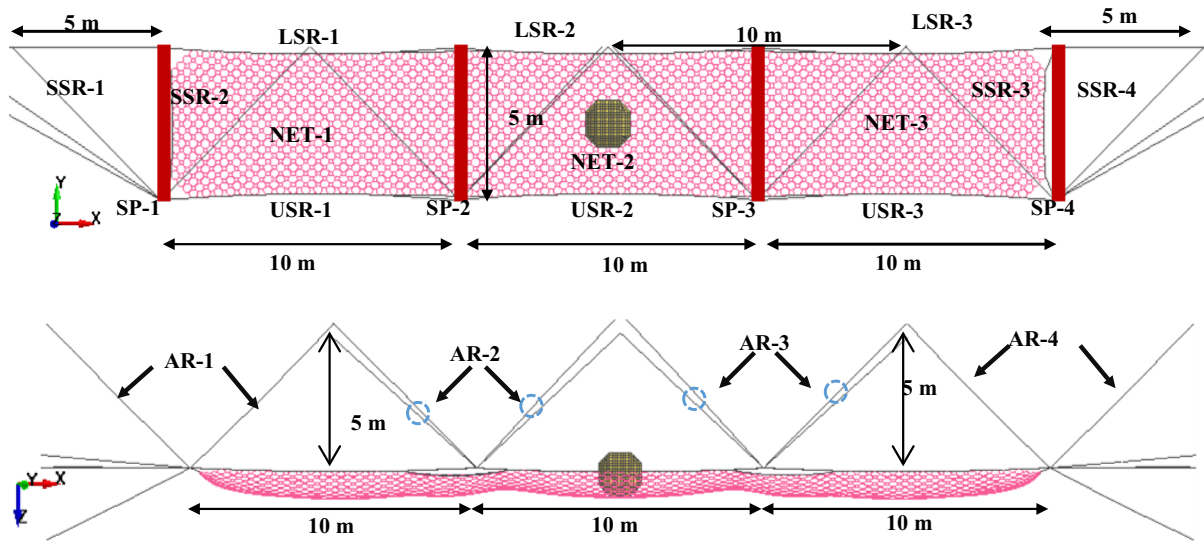 5 m
LSR-1
LSR-2
10 m
LSR-3
5 m
SSR-1
SSR-2
NET-1
5 m
NET-2
NET-3
SSR-3
SSR-4
Y
Z
X
SP-1
USR-1
SP-2
USR-2
SP-3
USR-3
SP-4
10 m
10 m
10 m
AR-1
AR-2
AR-3
AR-4
5 m
5 m
Y
X
Z
10 m
10 m
10 m